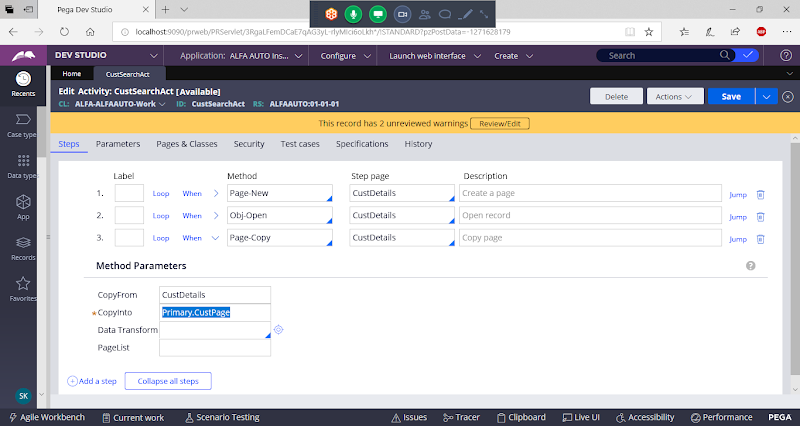 Pega Dev Studio
localhost:9090/prweb/PRServlet/3RgaLFemDCaE7qAG3yL-rlyMIci6oLkh*/!STANDARD?pzPostData=-1271628179
DEV STUDIO Application: ALFA AUTO Ins... Configure Launch web interface Create Search
Home CustSearchAct
Recents
Edit Activity: CustSearchAct [Available]
CL: ALFA-ALFAAUTO-Work ID: CustSearchAct RS: ALFAAUTO:01-01-01
Delete Actions Save
This record has 2 unreviewed warnings Review/Edit
Case type
Steps Parameters Pages & Classes Security Test cases Specifications History
Data type
Label Method Step page Description
1. Loop When Page-New CustDetails Create a page Jump
App
2. Loop When Obj-Open CustDetails Open record Jump
3. Loop When Page-Copy CustDetails Copy page Jump
Records
Method Parameters
Favorites
CopyFrom CustDetails
CopyInto Primary.CustPage
Data Transform
PageList
Add a step Collapse all steps
SK
Agile Workbench Current work Scenario Testing Issues Tracer Clipboard Live UI Accessibility Performance PEGA